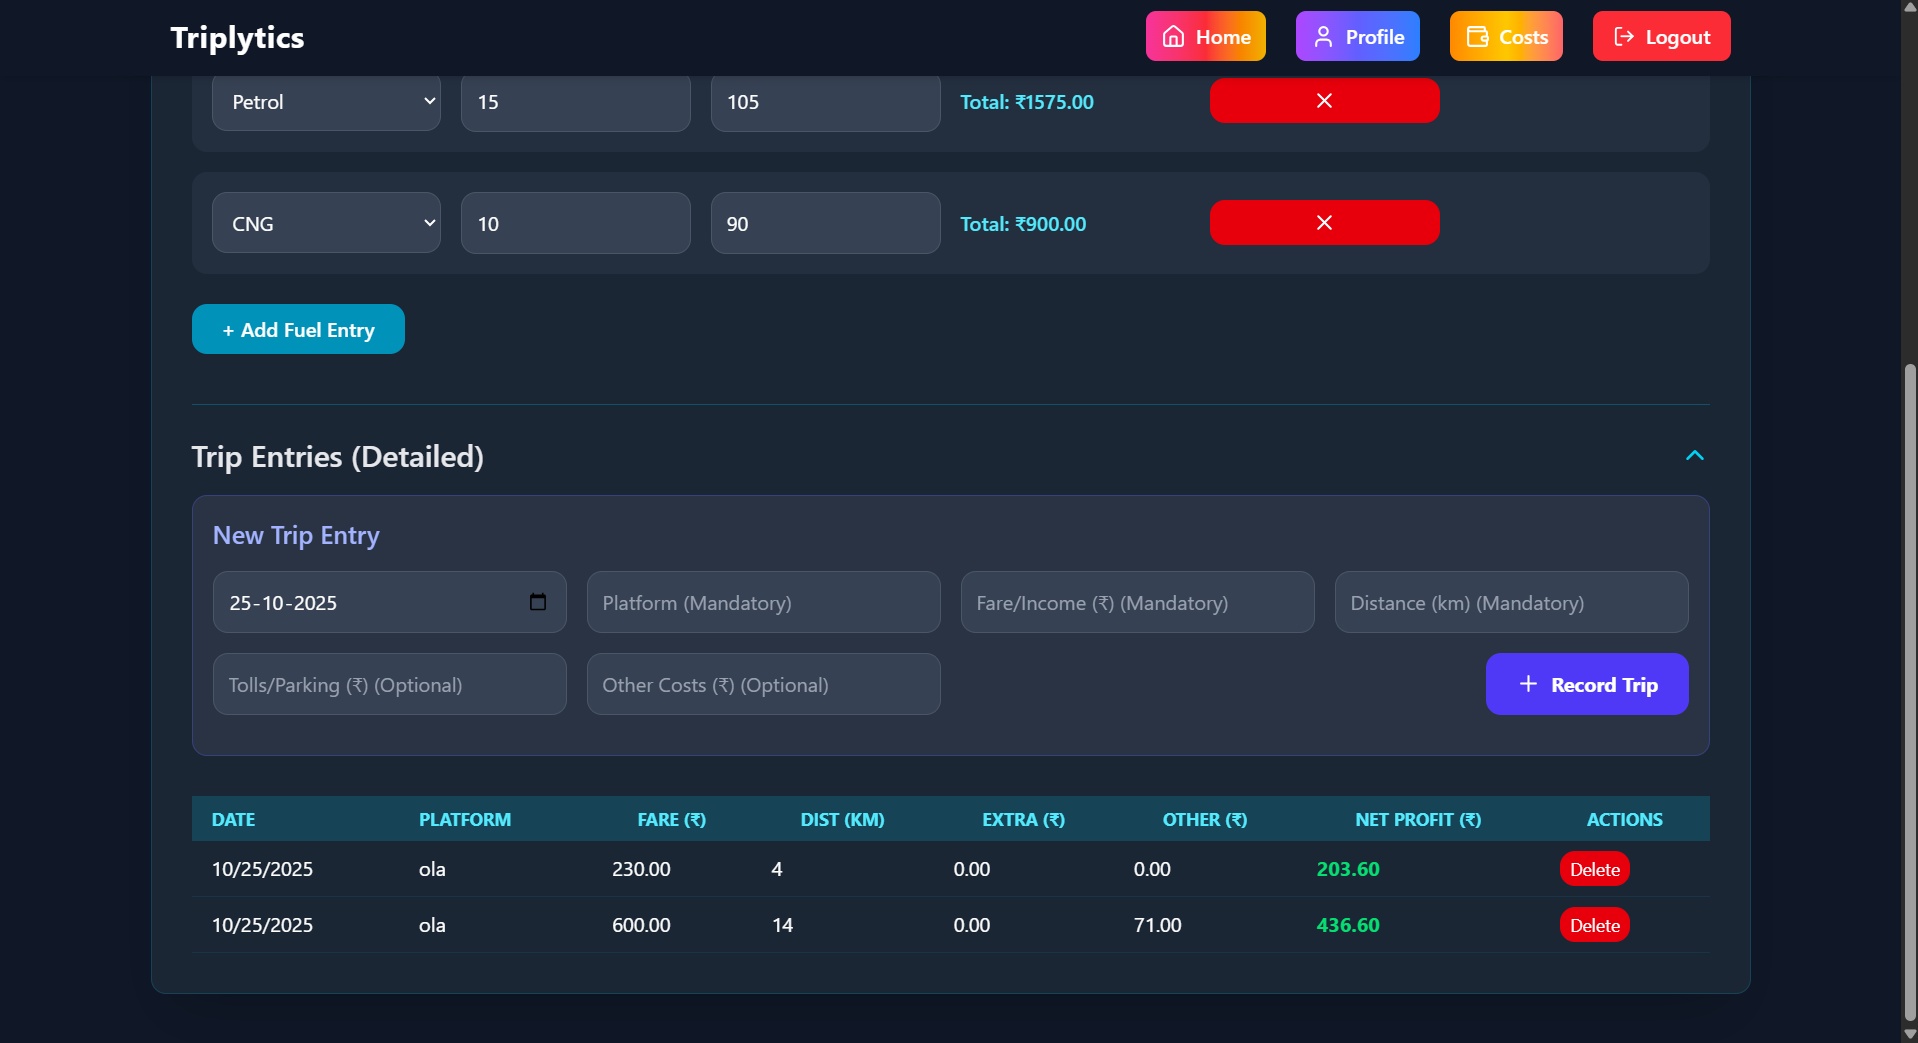 Triplytics Home Profile Costs Logout
Petrol 15 105 Total: ₹1575.00
CNG 10 90 Total: ₹900.00
+ Add Fuel Entry
Trip Entries (Detailed)
New Trip Entry
25-10-2025 Platform (Mandatory) Fare/Income (₹) (Mandatory) Distance (km) (Mandatory)
Tolls/Parking (₹) (Optional) Other Costs (₹) (Optional) + Record Trip
DATE PLATFORM FARE (₹) DIST (KM) EXTRA (₹) OTHER (₹) NET PROFIT (₹) ACTIONS
10/25/2025 ola 230.00 4 0.00 0.00 203.60 Delete
10/25/2025 ola 600.00 14 0.00 71.00 436.60 Delete